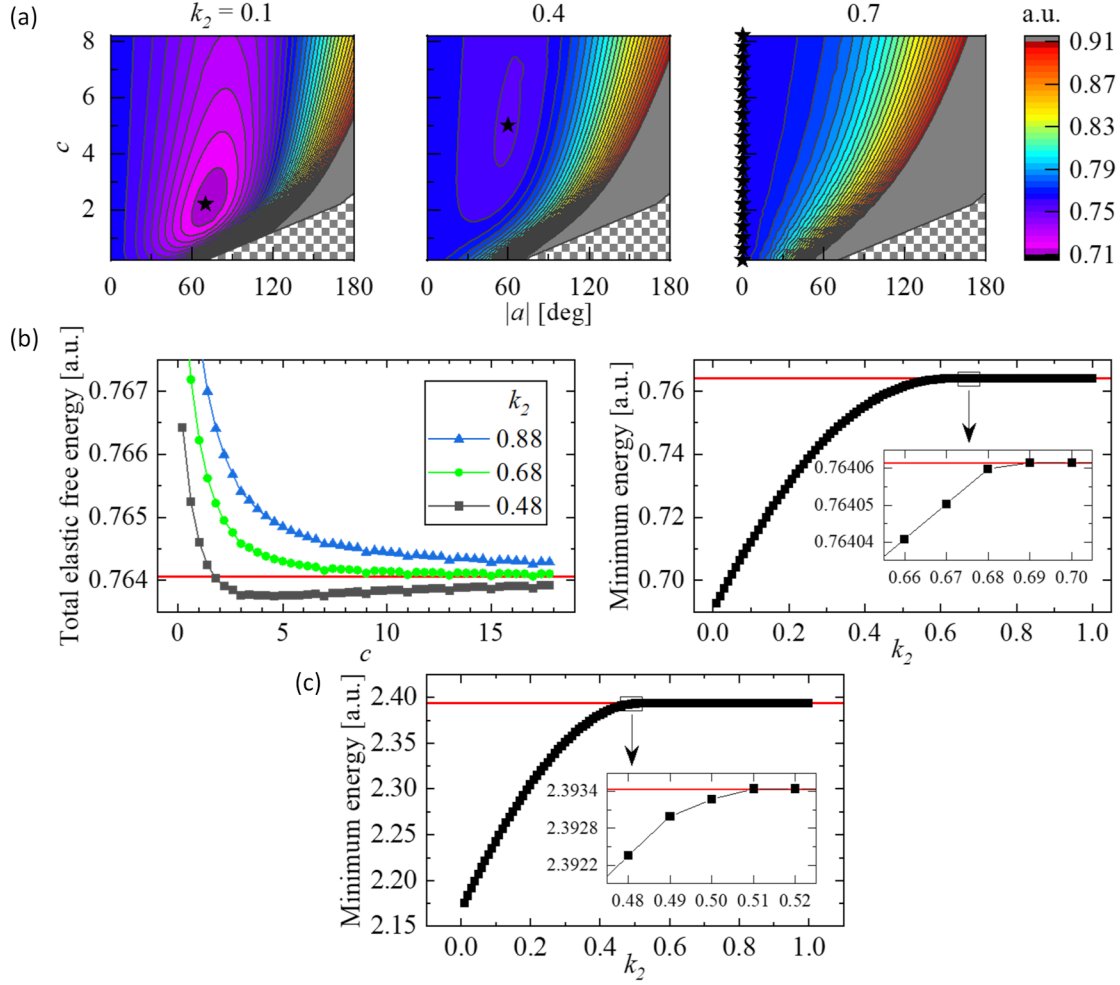 (a)
k₂ = 0.1
0.4
0.7
a.u.
8
6
4
2
c
0 60 120 180
0 60 120 180
0 60 120 180
|a| [deg]
0.91
0.87
0.83
0.79
0.75
0.71
(b)
Total elastic free energy [a.u.]
0.767
0.766
0.765
0.764
0 5 10 15
c
k₂
0.88
0.68
0.48
Minimum energy [a.u.]
0.76
0.74
0.72
0.70
0.0 0.2 0.4 0.6 0.8 1.0
k₂
0.76406
0.76405
0.76404
0.66 0.67 0.68 0.69 0.70
(c)
Minimum energy [a.u.]
2.40
2.35
2.30
2.25
2.20
2.15
0.0 0.2 0.4 0.6 0.8 1.0
k₂
2.3934
2.3928
2.3922
0.48 0.49 0.50 0.51 0.52